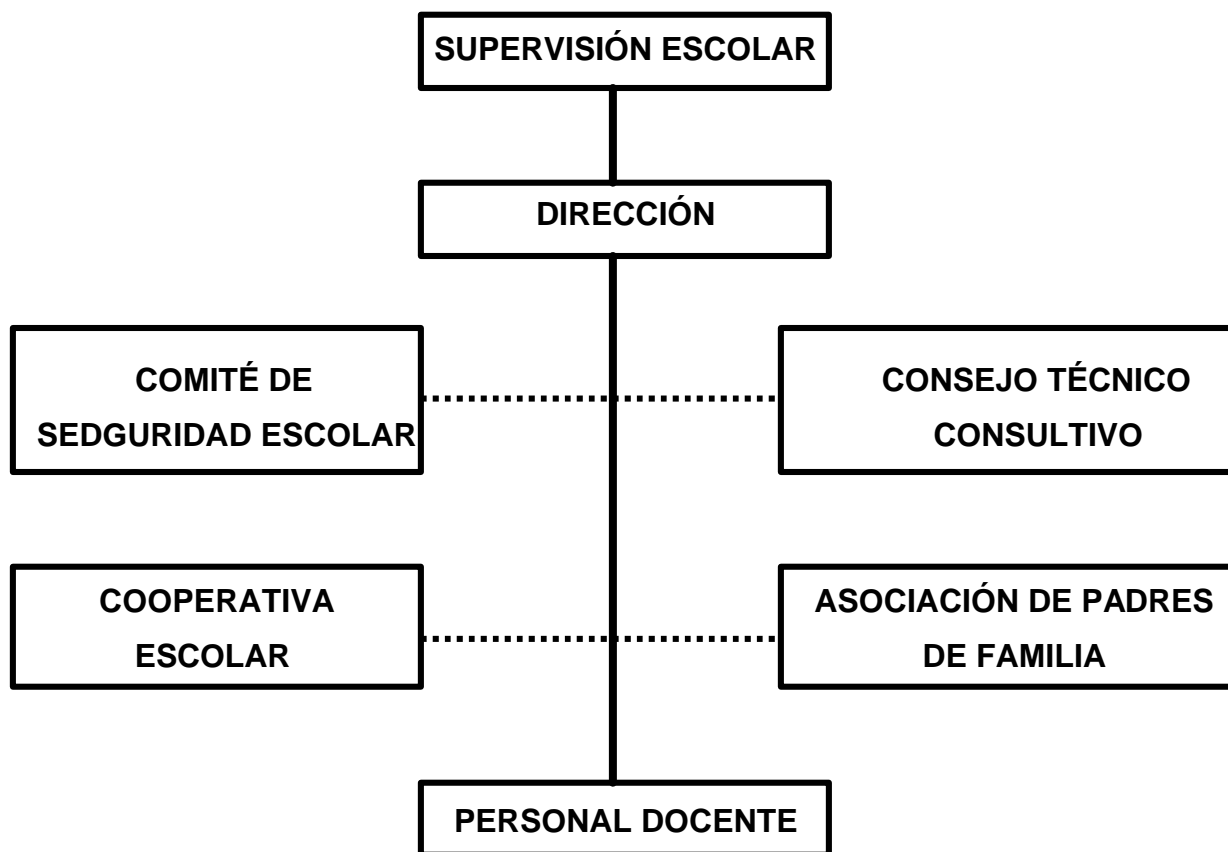 SUPERVISIÓN ESCOLAR
DIRECCIÓN
COMITÉ DE
SEDGURIDAD ESCOLAR
CONSEJO TÉCNICO
CONSULTIVO
COOPERATIVA
ESCOLAR
ASOCIACIÓN DE PADRES
DE FAMILIA
PERSONAL DOCENTE